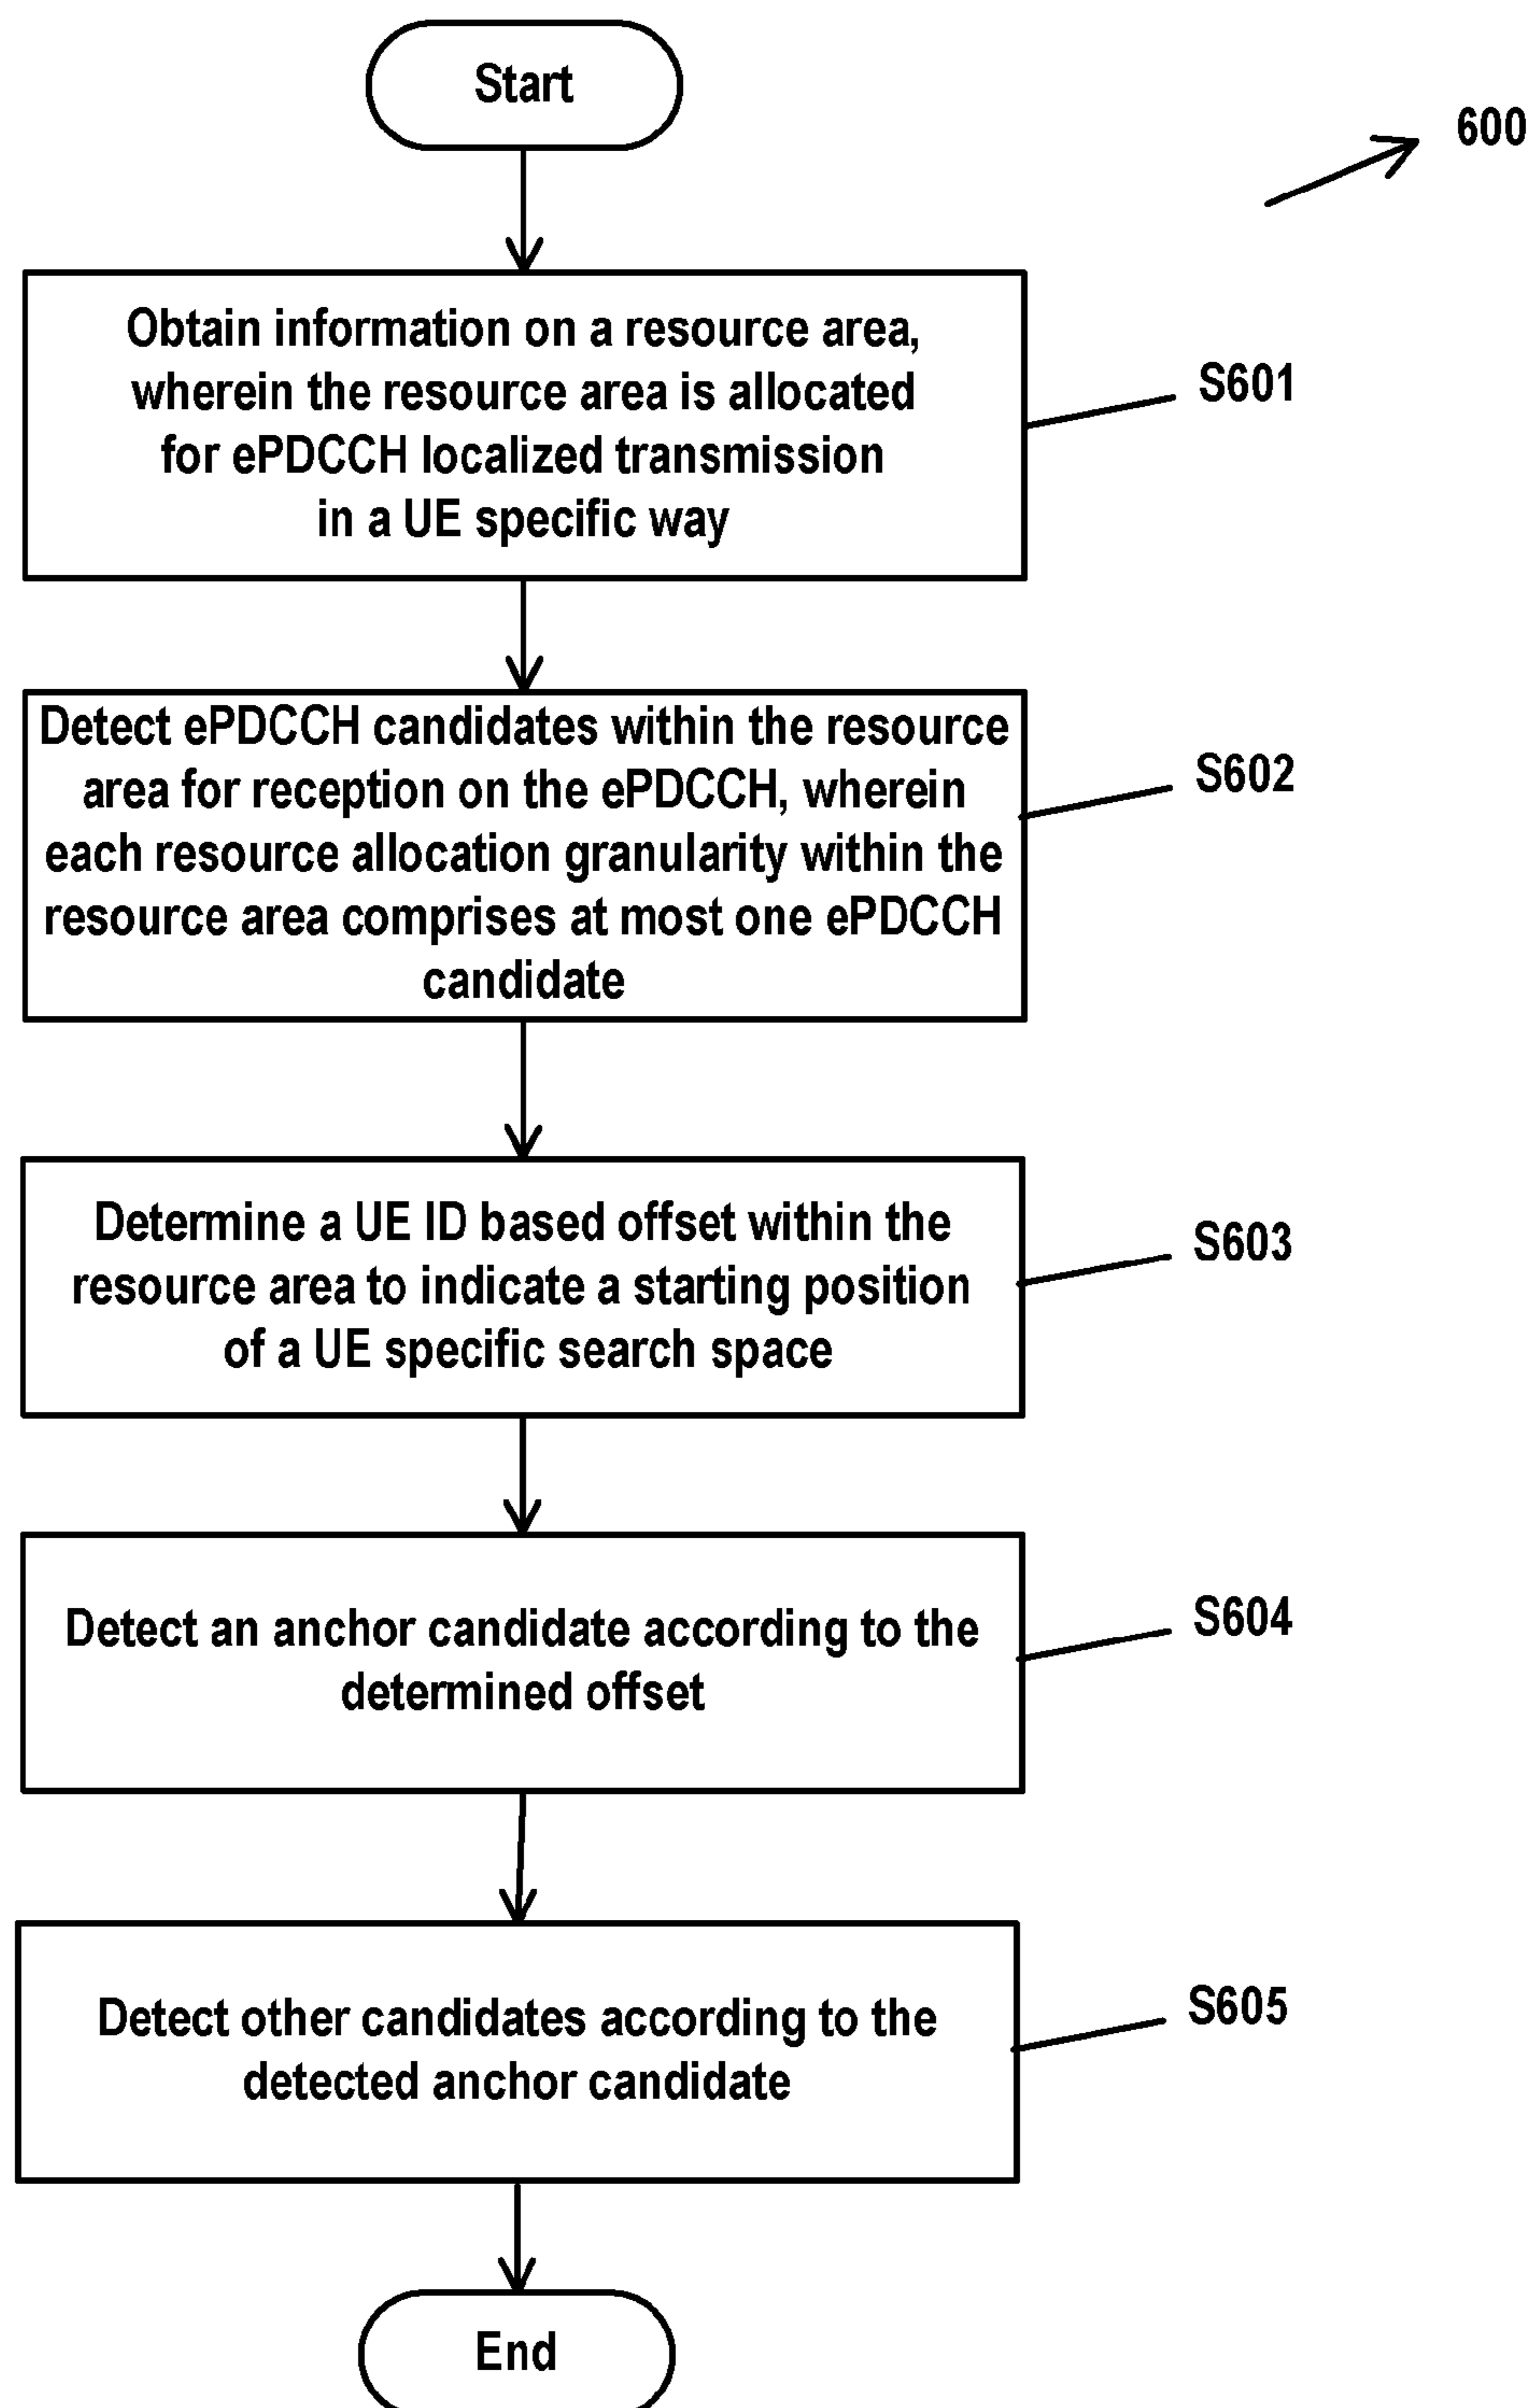 Start
600
Obtain information on a resource area,
wherein the resource area is allocated
for ePDCCH localized transmission
in a UE specific way
S601
Detect ePDCCH candidates within the resource
area for reception on the ePDCCH, wherein
each resource allocation granularity within the
resource area comprises at most one ePDCCH
candidate
S602
Determine a UE ID based offset within the
resource area to indicate a starting position
of a UE specific search space
S603
Detect an anchor candidate according to the
determined offset
S604
Detect other candidates according to the
detected anchor candidate
S605
End